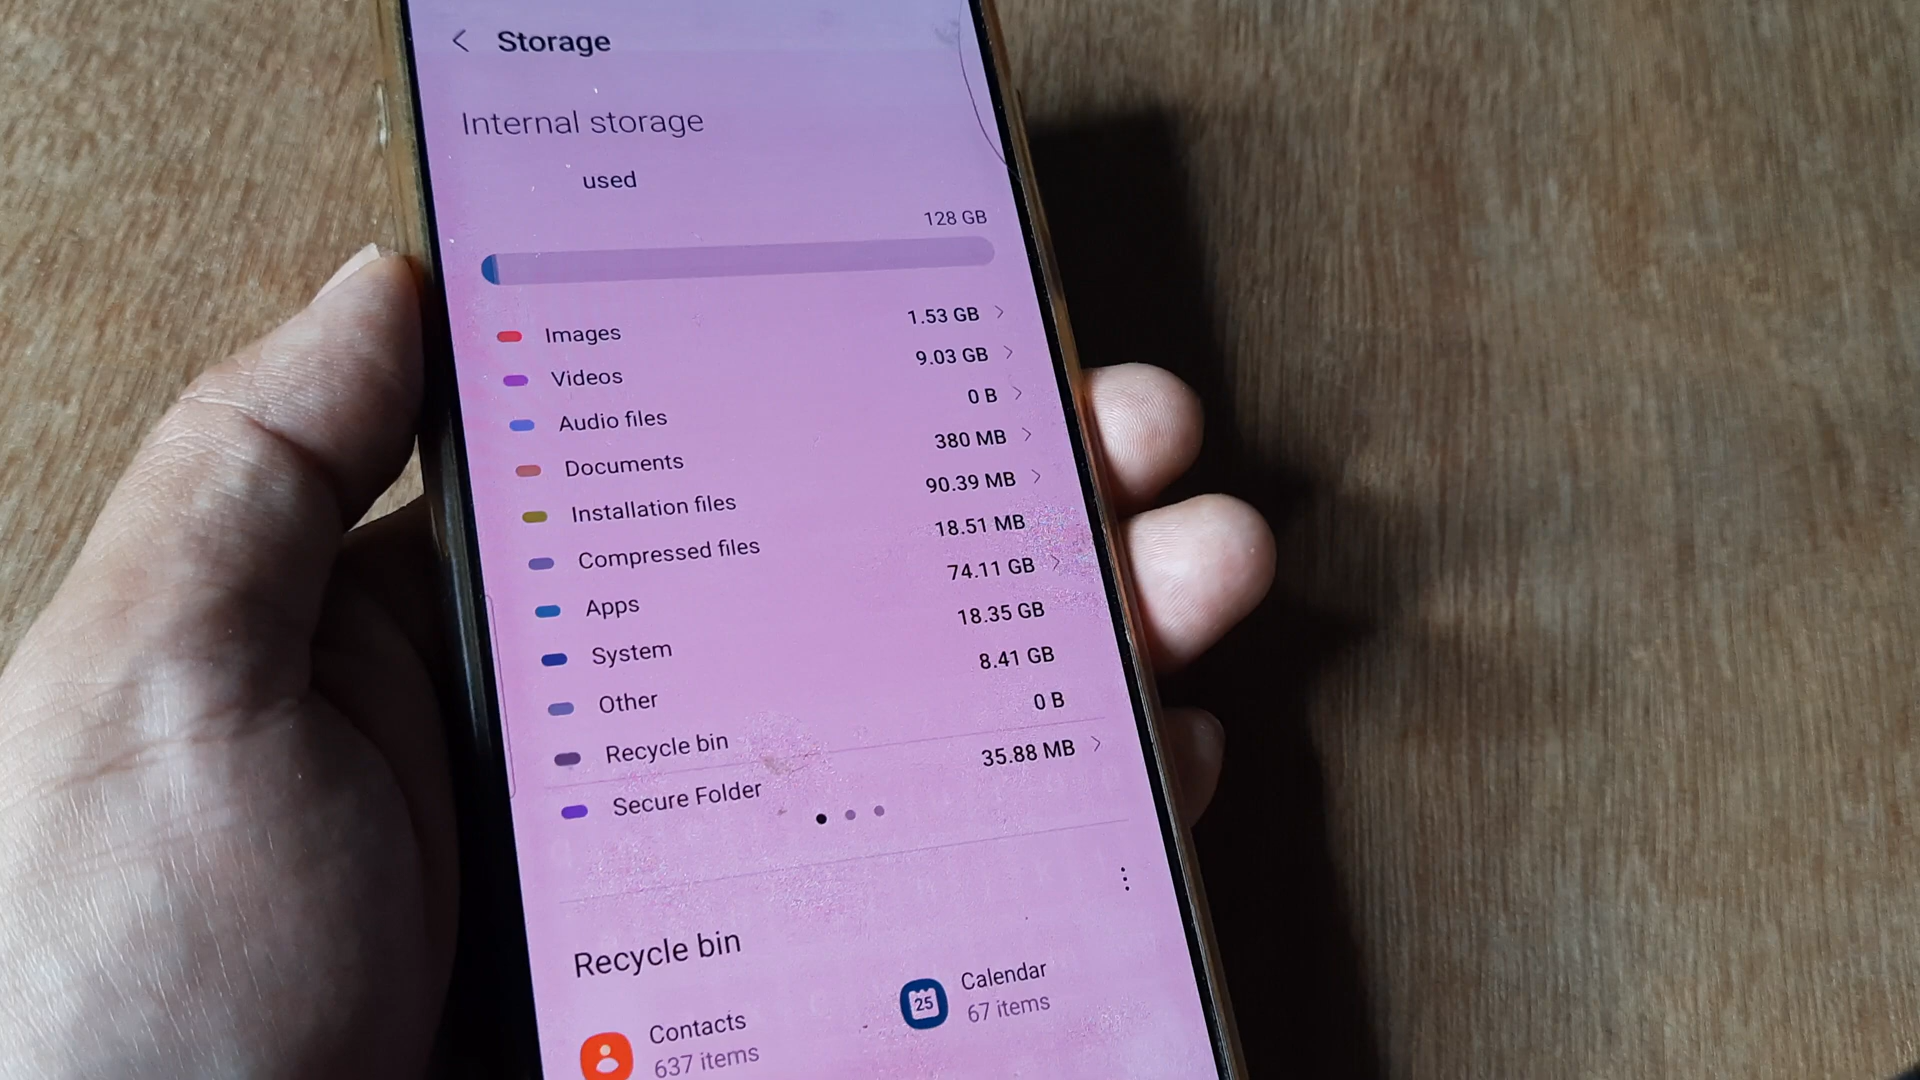 Storage
Internal storage
used
128 GB
Images 1.53 GB
Videos 9.03 GB
Audio files 0 B
Documents 380 MB
Installation files 90.39 MB
Compressed files 18.51 MB
Apps 74.11 GB
System 18.35 GB
Other 8.41 GB
Recycle bin 0 B
Secure Folder 35.88 MB
Recycle bin
Contacts
637 items
25
Calendar
67 items